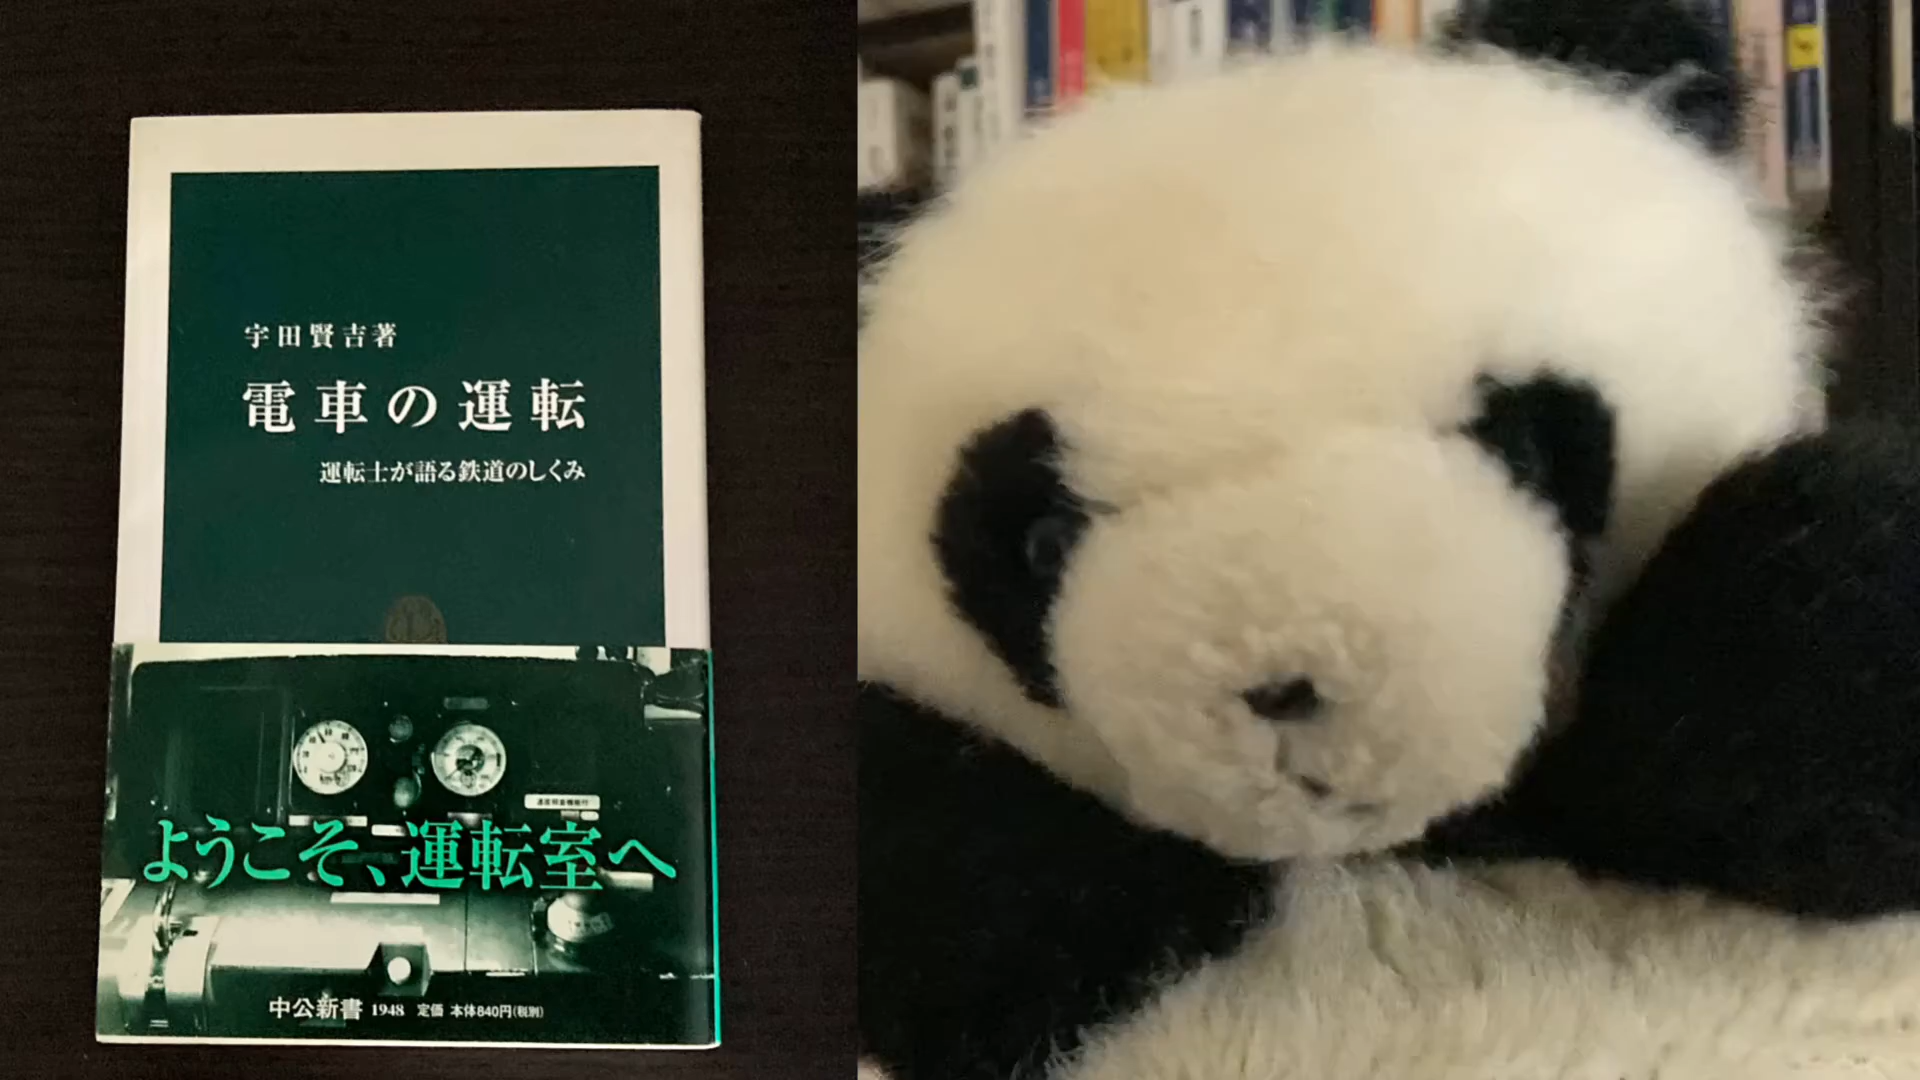 宇田賢吉著
電車の運転
運転士が語る鉄道のしくみ
ようこそ、運転室へ
中公新書 1948 定価 本体840円(税別)